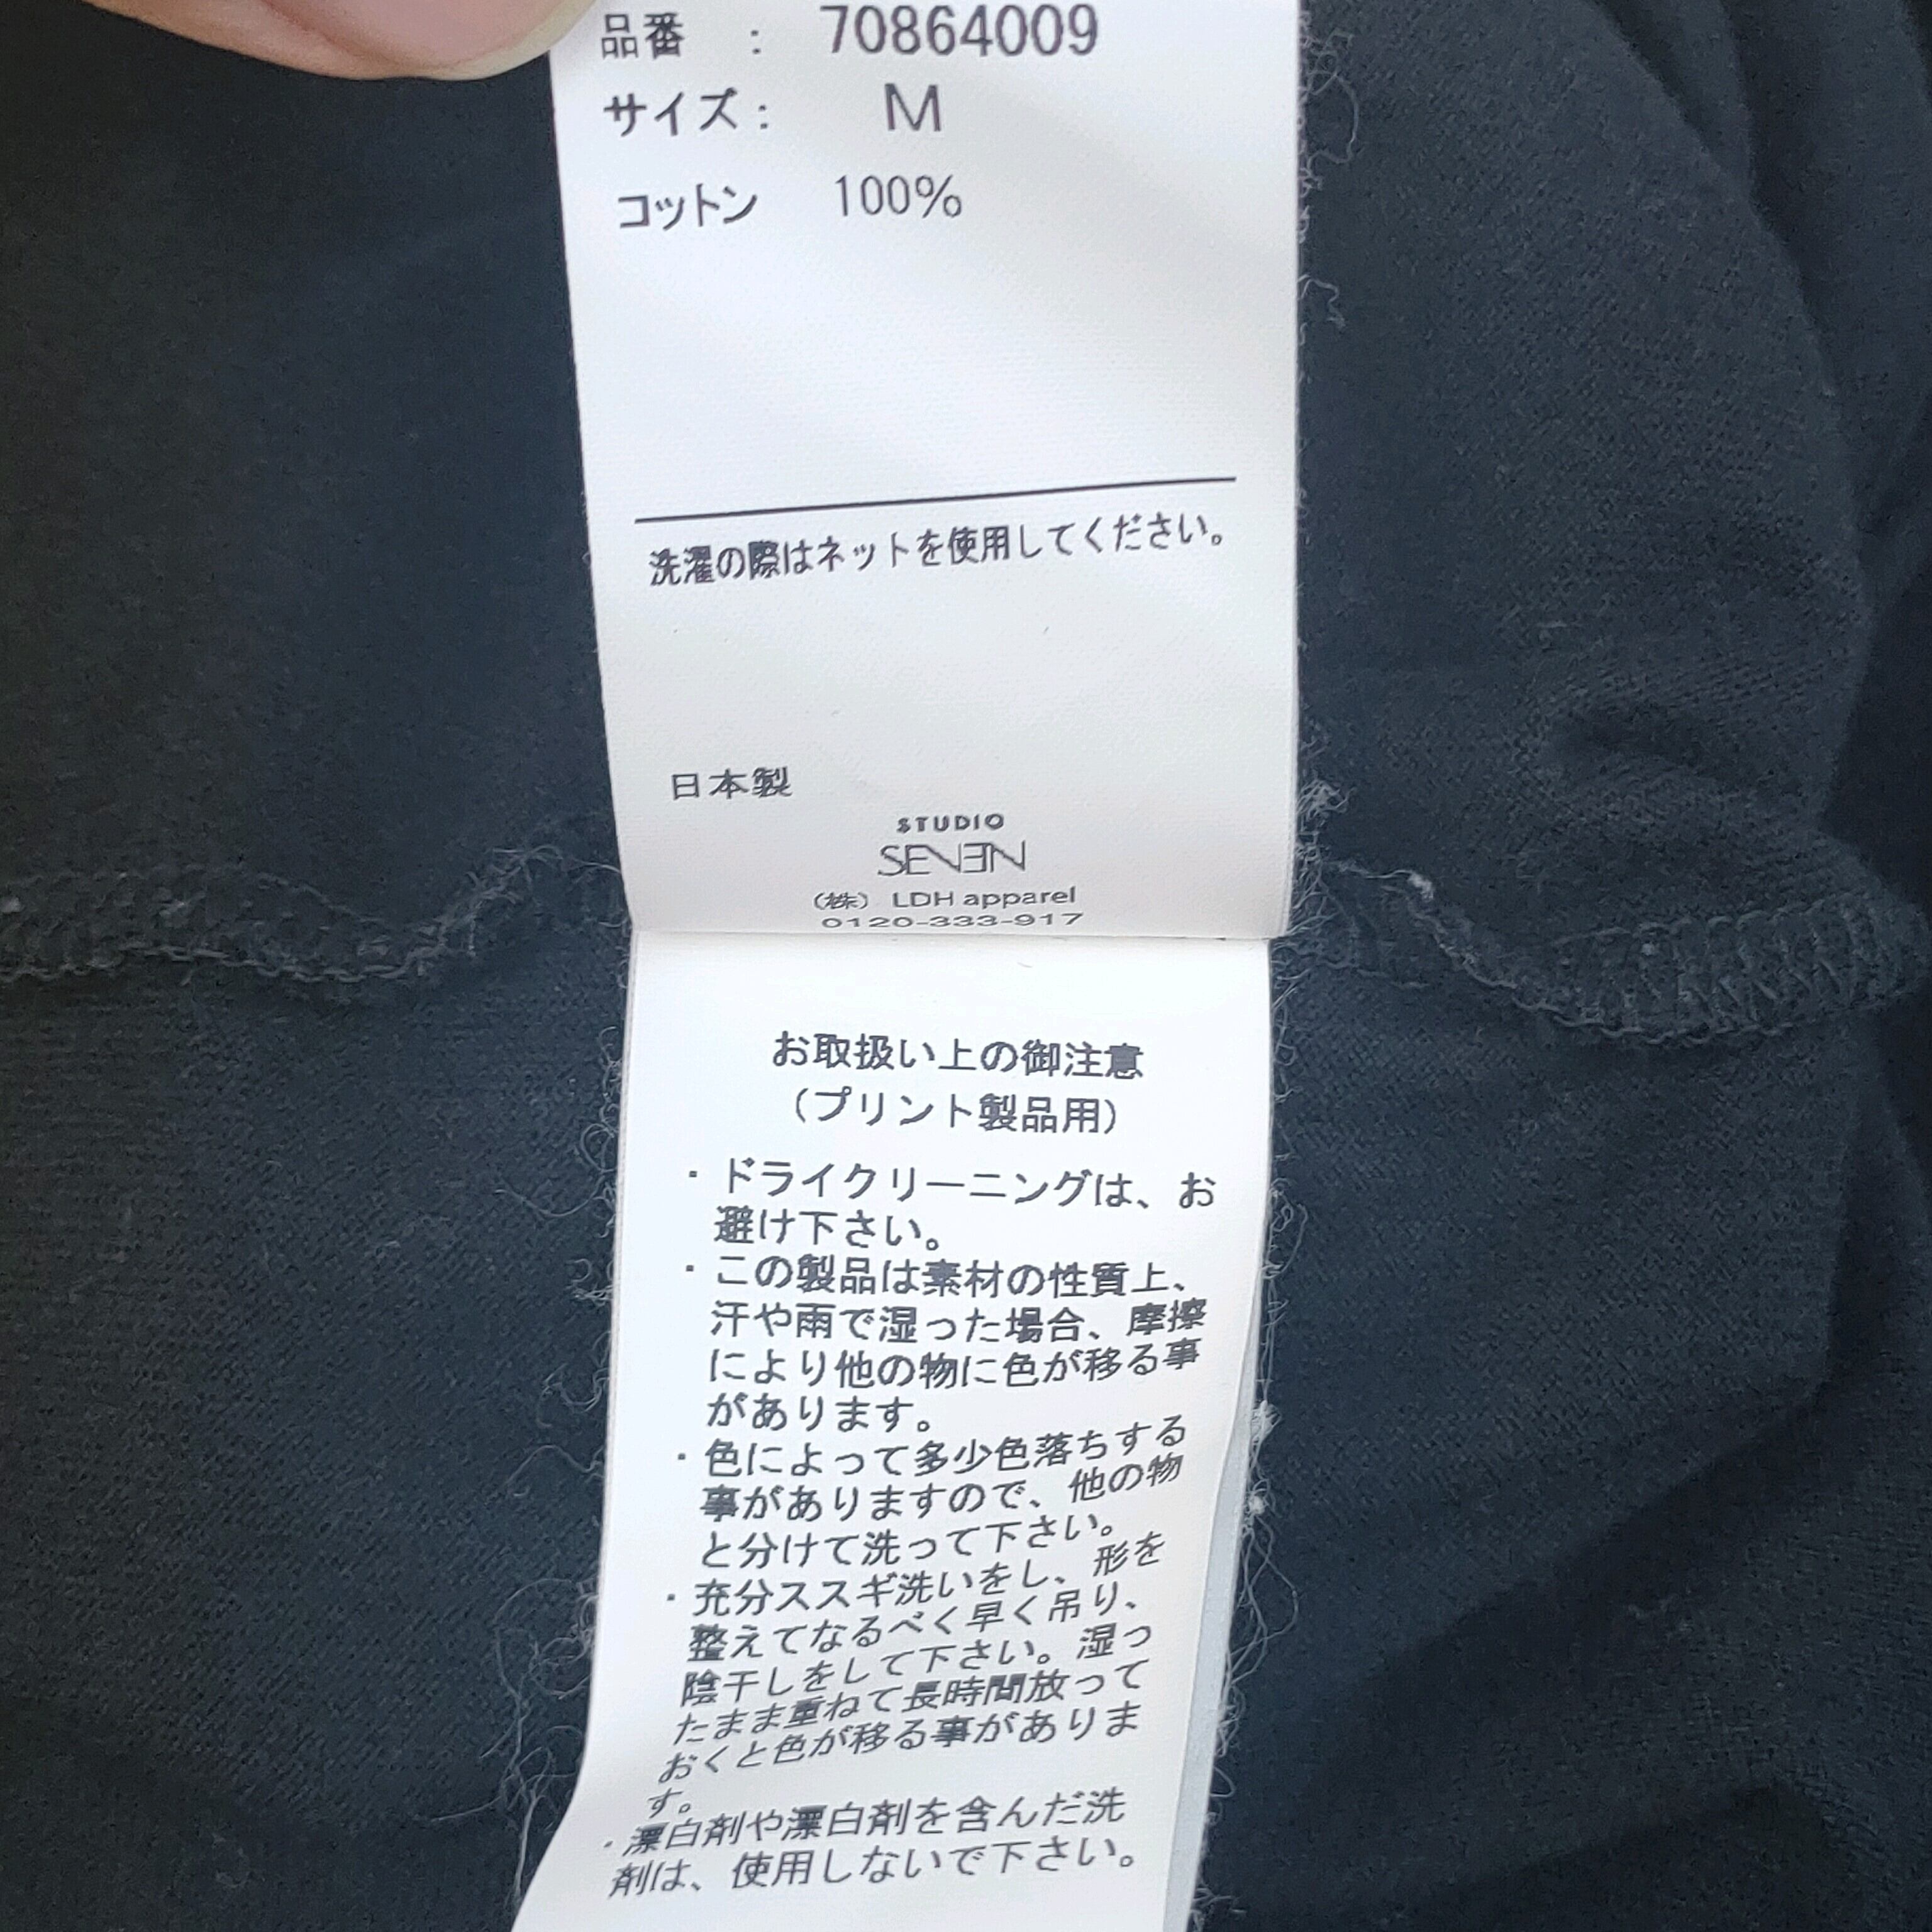 品番 : 70864009
サイズ: M
コットン 100%
洗濯の際はネットを使用してください。
日本製
STUDIO
SEVEN
(株) LDH apparel
0120-333-917
お取扱い上の御注意
(プリント製品用)
・ドライクリーニングは、お
避け下さい。
・この製品は素材の性質上、
汗や雨で湿った場合、摩擦
により他の物に色が移る事
があります。
・色によって多少色落ちする
事がありますので、他の物
と分けて洗って下さい。
・充分ススギ洗いをし、形を
整えてなるべく早く吊り、
陰干しをして下さい。湿っ
たまま重ねて長時間放って
おくと色が移る事がありま
す。
・漂白剤や漂白剤を含んだ洗
剤は、使用しないで下さい。